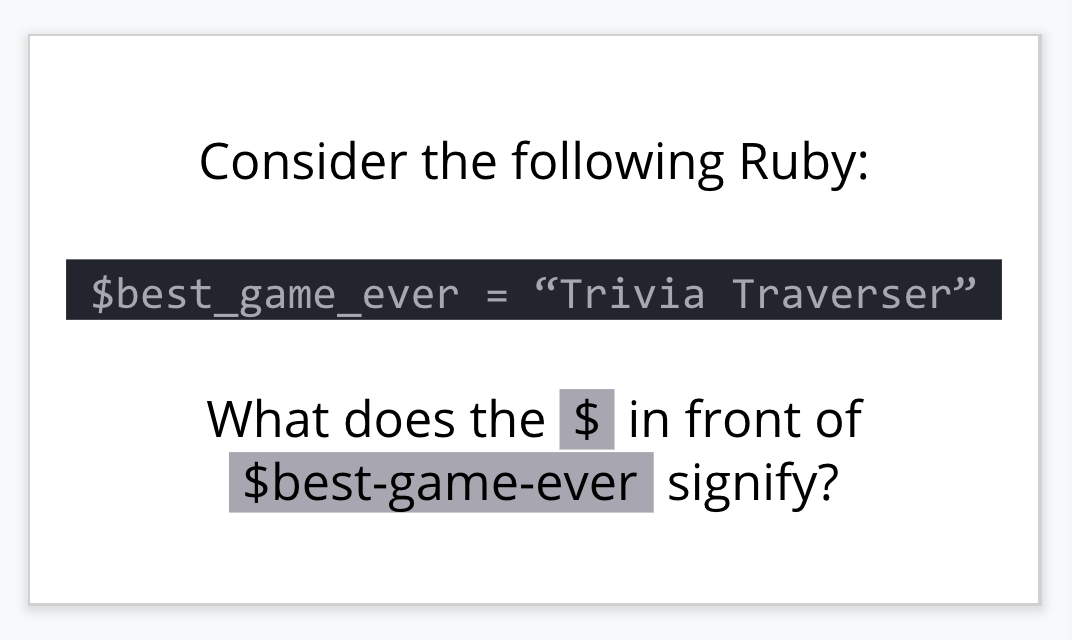 Consider the following Ruby:
$best_game_ever = “Trivia Traverser”
What does the $ in front of
$best-game-ever signify?